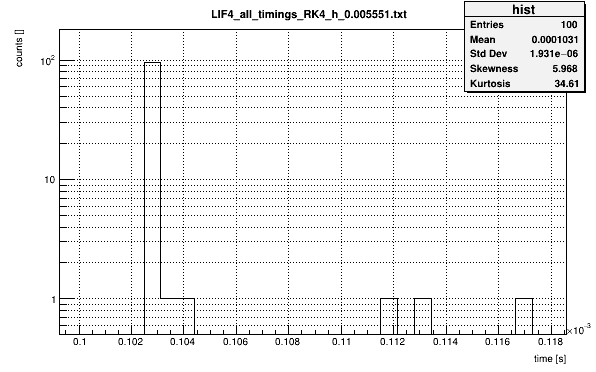 LIF4_all_timings_RK4_h_0.005551.txt
hist
Entries 100
Mean 0.0001031
Std Dev 1.931e−06
Skewness 5.968
Kurtosis 34.61
counts []
10²
10
1
0.1 0.102 0.104 0.106 0.108 0.11 0.112 0.114 0.116 0.118
×10⁻³
time [s]